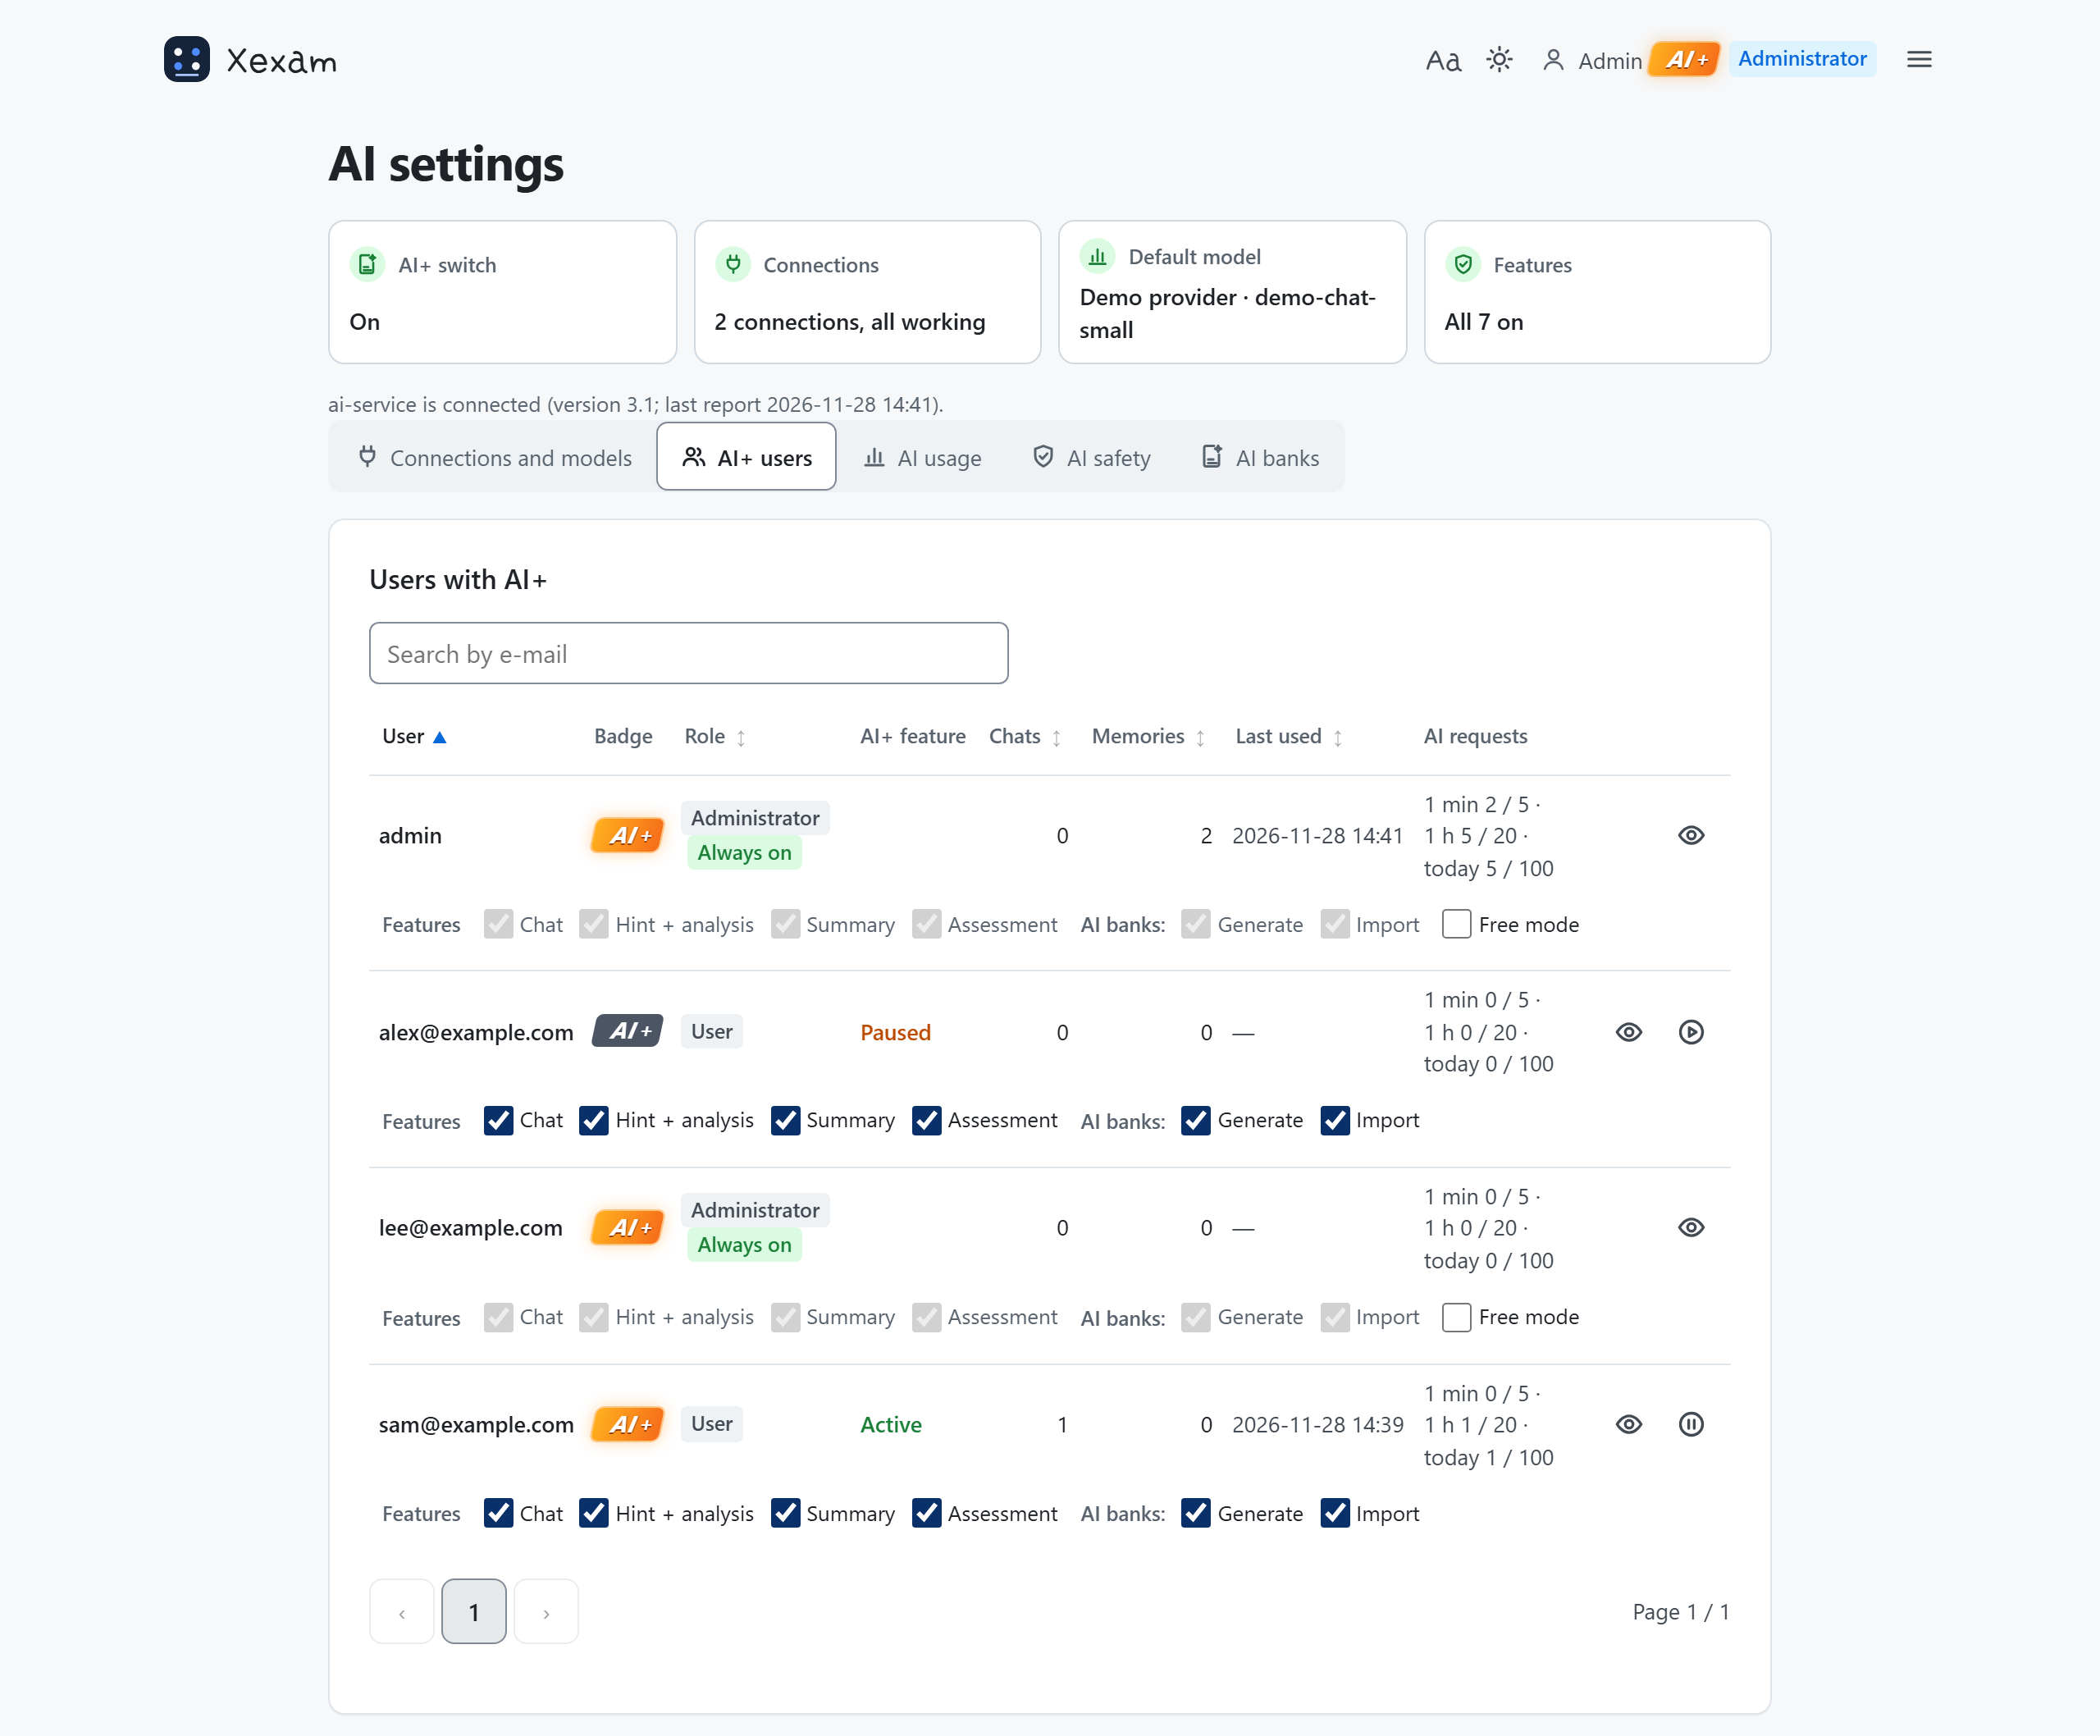 Xexam
Aa Admin AI+ Administrator
AI settings
AI+ switch
On
Connections
2 connections, all working
Default model
Demo provider · demo-chat-
small
Features
All 7 on
ai-service is connected (version 3.1; last report 2026-11-28 14:41).
Connections and models AI+ users AI usage AI safety AI banks
Users with AI+
Search by e-mail
User ▲ Badge Role ↕ AI+ feature Chats ↕ Memories ↕ Last used ↕ AI requests
admin AI+ Administrator Always on 0 2 2026-11-28 14:41
1 min 2 / 5 ·
1 h 5 / 20 ·
today 5 / 100
Features Chat Hint + analysis Summary Assessment AI banks: Generate Import Free mode
alex@example.com AI+ User Paused 0 0 —
1 min 0 / 5 ·
1 h 0 / 20 ·
today 0 / 100
Features Chat Hint + analysis Summary Assessment AI banks: Generate Import
lee@example.com AI+ Administrator Always on 0 0 —
1 min 0 / 5 ·
1 h 0 / 20 ·
today 0 / 100
Features Chat Hint + analysis Summary Assessment AI banks: Generate Import Free mode
sam@example.com AI+ User Active 1 0 2026-11-28 14:39
1 min 0 / 5 ·
1 h 1 / 20 ·
today 1 / 100
Features Chat Hint + analysis Summary Assessment AI banks: Generate Import
‹ 1 › Page 1 / 1